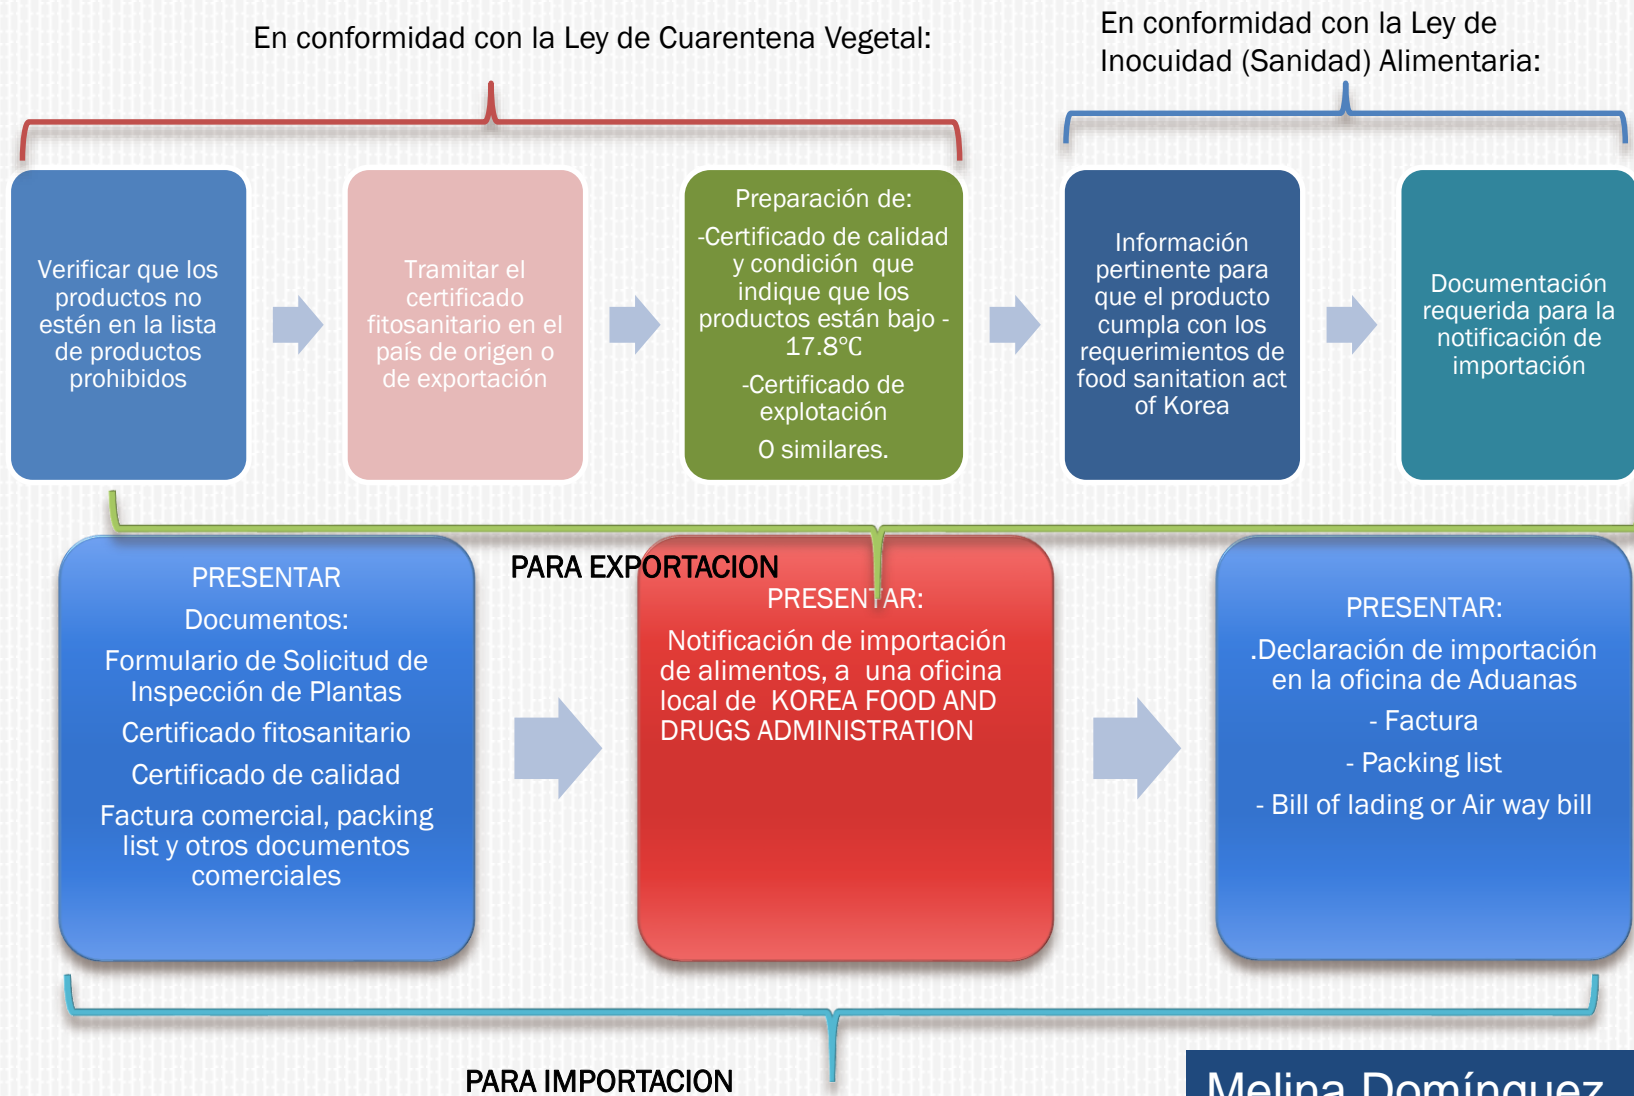 En conformidad con la Ley de Cuarentena Vegetal:
En conformidad con la Ley de
Inocuidad (Sanidad) Alimentaria:
Verificar que los
productos no
estén en la lista
de productos
prohibidos
Tramitar el
certificado
fitosanitario en el
país de origen o
de exportación
Preparación de:
-Certificado de calidad
y condición que
indique que los
productos están bajo -
17.8℃
-Certificado de
explotación
O similares.
Información
pertinente para
que el producto
cumpla con los
requerimientos de
food sanitation act
of Korea
Documentación
requerida para la
notificación de
importación
PARA EXPORTACION
PRESENTAR
Documentos:
Formulario de Solicitud de
Inspección de Plantas
Certificado fitosanitario
Certificado de calidad
Factura comercial, packing
list y otros documentos
comerciales
PRESENTAR:
Notificación de importación
de alimentos, a una oficina
local de KOREA FOOD AND
DRUGS ADMINISTRATION
PRESENTAR:
.Declaración de importación
en la oficina de Aduanas
- Factura
- Packing list
- Bill of lading or Air way bill
PARA IMPORTACION
Melina Domínguez